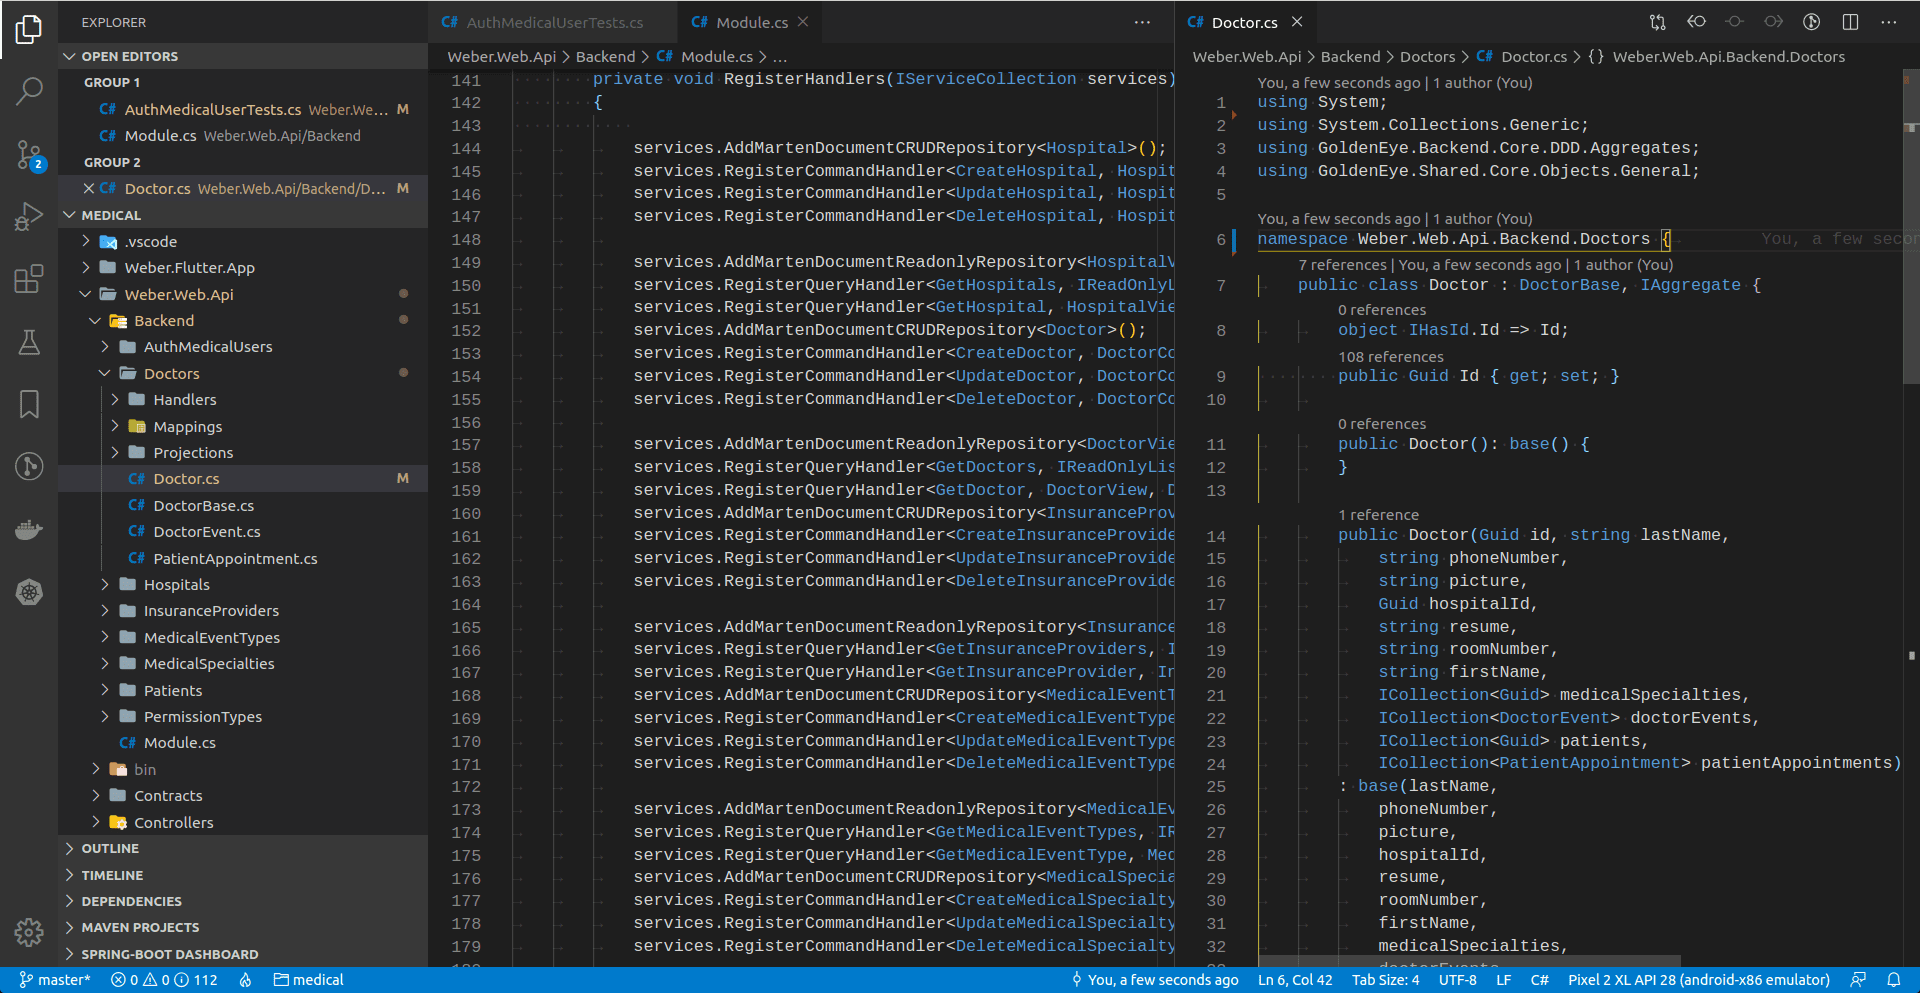 EXPLORER
OPEN EDITORS
GROUP 1
C# AuthMedicalUserTests.cs Weber.We... M
C# Module.cs Weber.Web.Api/Backend
GROUP 2
C# Doctor.cs Weber.Web.Api/Backend/D... M
MEDICAL
.vscode
Weber.Flutter.App
Weber.Web.Api
Backend
AuthMedicalUsers
Doctors
Handlers
Mappings
Projections
C# Doctor.cs M
C# DoctorBase.cs
C# DoctorEvent.cs
C# PatientAppointment.cs
Hospitals
InsuranceProviders
MedicalEventTypes
MedicalSpecialties
Patients
PermissionTypes
C# Module.cs
bin
Contracts
Controllers
OUTLINE
TIMELINE
DEPENDENCIES
MAVEN PROJECTS
SPRING-BOOT DASHBOARD
2
C# AuthMedicalUserTests.cs C# Module.cs ...
Weber.Web.Api > Backend > C# Module.cs > ...
141 private void RegisterHandlers(IServiceCollection services)
142 {
143
144 services.AddMartenDocumentCRUDRepository<Hospital>();
145 services.RegisterCommandHandler<CreateHospital, Hospit
146 services.RegisterCommandHandler<UpdateHospital, Hospit
147 services.RegisterCommandHandler<DeleteHospital, Hospit
148
149 services.AddMartenDocumentReadonlyRepository<HospitalV
150 services.RegisterQueryHandler<GetHospitals, IReadOnlyL
151 services.RegisterQueryHandler<GetHospital, HospitalVie
152 services.AddMartenDocumentCRUDRepository<Doctor>();
153 services.RegisterCommandHandler<CreateDoctor, DoctorCo
154 services.RegisterCommandHandler<UpdateDoctor, DoctorCo
155 services.RegisterCommandHandler<DeleteDoctor, DoctorCo
156
157 services.AddMartenDocumentReadonlyRepository<DoctorVie
158 services.RegisterQueryHandler<GetDoctors, IReadOnlyLis
159 services.RegisterQueryHandler<GetDoctor, DoctorView, D
160 services.AddMartenDocumentCRUDRepository<InsuranceProv
161 services.RegisterCommandHandler<CreateInsuranceProvide
162 services.RegisterCommandHandler<UpdateInsuranceProvide
163 services.RegisterCommandHandler<DeleteInsuranceProvide
164
165 services.AddMartenDocumentReadonlyRepository<Insurance
166 services.RegisterQueryHandler<GetInsuranceProviders, I
167 services.RegisterQueryHandler<GetInsuranceProvider, In
168 services.AddMartenDocumentCRUDRepository<MedicalEventT
169 services.RegisterCommandHandler<CreateMedicalEventType
170 services.RegisterCommandHandler<UpdateMedicalEventType
171 services.RegisterCommandHandler<DeleteMedicalEventType
172
173 services.AddMartenDocumentReadonlyRepository<MedicalEv
174 services.RegisterQueryHandler<GetMedicalEventTypes, IR
175 services.RegisterQueryHandler<GetMedicalEventType, Med
176 services.AddMartenDocumentCRUDRepository<MedicalSpecia
177 services.RegisterCommandHandler<CreateMedicalSpecialty
178 services.RegisterCommandHandler<UpdateMedicalSpecialty
179 services.RegisterCommandHandler<DeleteMedicalSpecialty
C# Doctor.cs ...
Weber.Web.Api > Backend > Doctors > C# Doctor.cs > {} Weber.Web.Api.Backend.Doctors
You, a few seconds ago | 1 author (You)
1 using System;
2 using System.Collections.Generic;
3 using GoldenEye.Backend.Core.DDD.Aggregates;
4 using GoldenEye.Shared.Core.Objects.General;
5
You, a few seconds ago | 1 author (You)
6 namespace Weber.Web.Api.Backend.Doctors { You, a few secon
7 references | You, a few seconds ago | 1 author (You)
7 public class Doctor : DoctorBase, IAggregate {
0 references
8 object IHasId.Id => Id;
108 references
9 public Guid Id { get; set; }
10
0 references
11 public Doctor(): base() {
12 }
13
1 reference
14 public Doctor(Guid id, string lastName,
15 string phoneNumber,
16 string picture,
17 Guid hospitalId,
18 string resume,
19 string roomNumber,
20 string firstName,
21 ICollection<Guid> medicalSpecialties,
22 ICollection<DoctorEvent> doctorEvents,
23 ICollection<Guid> patients,
24 ICollection<PatientAppointment> patientAppointments)
25 : base(lastName,
26 phoneNumber,
27 picture,
28 hospitalId,
29 resume,
30 roomNumber,
31 firstName,
32 medicalSpecialties,
master* 0 0 112 medical You, a few seconds ago Ln 6, Col 42 Tab Size: 4 UTF-8 LF C# Pixel 2 XL API 28 (android-x86 emulator)